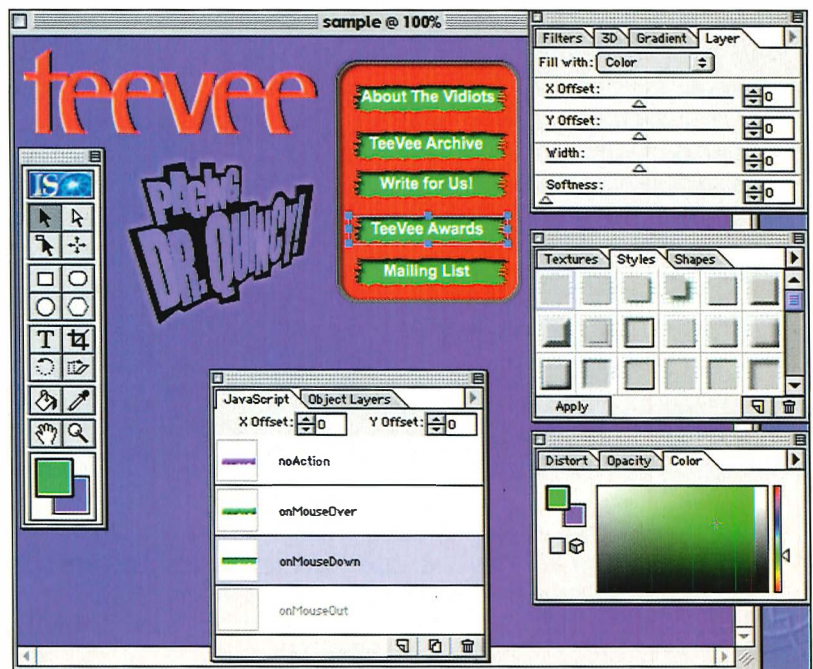 sample @ 100%
teevee
PAGING
DR. QUINCY!
About The Vidiots
TeeVee Archive
Write for Us!
TeeVee Awards
Mailing List
IS
T
Filters 3D Gradient Layer
Fill with: Color
X Offset: 0
Y Offset: 0
Width: 0
Softness: 0
Textures Styles Shapes
Apply
Distort Opacity Color
JavaScript Object Layers
X Offset: 0 Y Offset: 0
noAction
onMouseOver
onMouseDown
onMouseOut